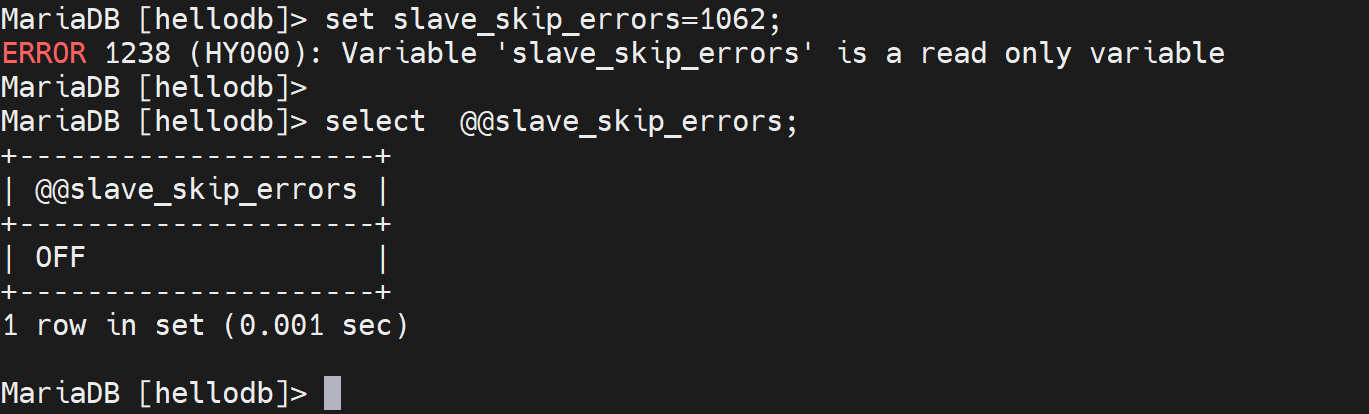 MariaDB [hellodb]> set slave_skip_errors=1062;
ERROR 1238 (HY000): Variable 'slave_skip_errors' is a read only variable
MariaDB [hellodb]>
MariaDB [hellodb]> select  @@slave_skip_errors;
+---------------------+
| @@slave_skip_errors |
+---------------------+
| OFF                 |
+---------------------+
1 row in set (0.001 sec)
MariaDB [hellodb]>